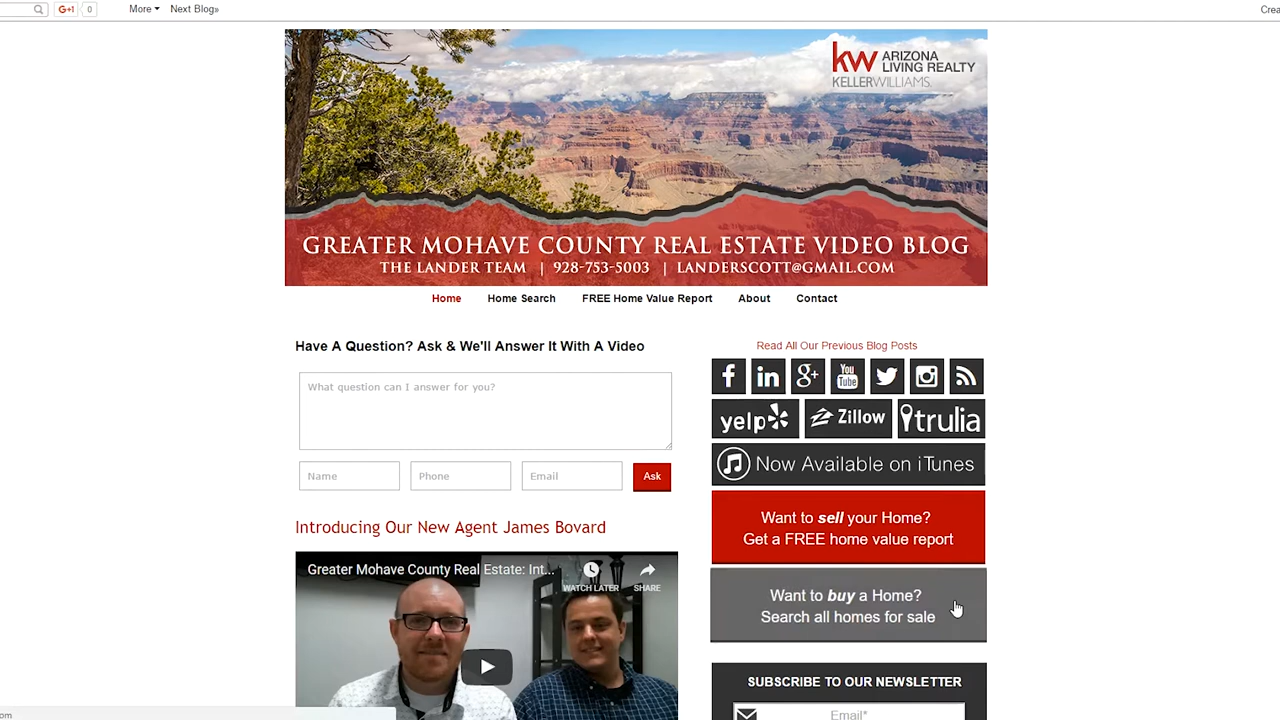 G+1 0 More Next Blog»
Crea
kw ARIZONA
LIVING REALTY
KELLERWILLIAMS.
GREATER MOHAVE COUNTY REAL ESTATE VIDEO BLOG
THE LANDER TEAM | 928-753-5003 | LANDERSCOTT@GMAIL.COM
Home Home Search FREE Home Value Report About Contact
Have A Question? Ask & We'll Answer It With A Video
What question can I answer for you?
Name Phone Email Ask
Introducing Our New Agent James Bovard
Greater Mohave County Real Estate: Int...
WATCH LATER SHARE
Read All Our Previous Blog Posts
f in g+ You Tube
yelp Zillow trulia
Now Available on iTunes
Want to sell your Home?
Get a FREE home value report
Want to buy a Home?
Search all homes for sale
SUBSCRIBE TO OUR NEWSLETTER
Email*
om